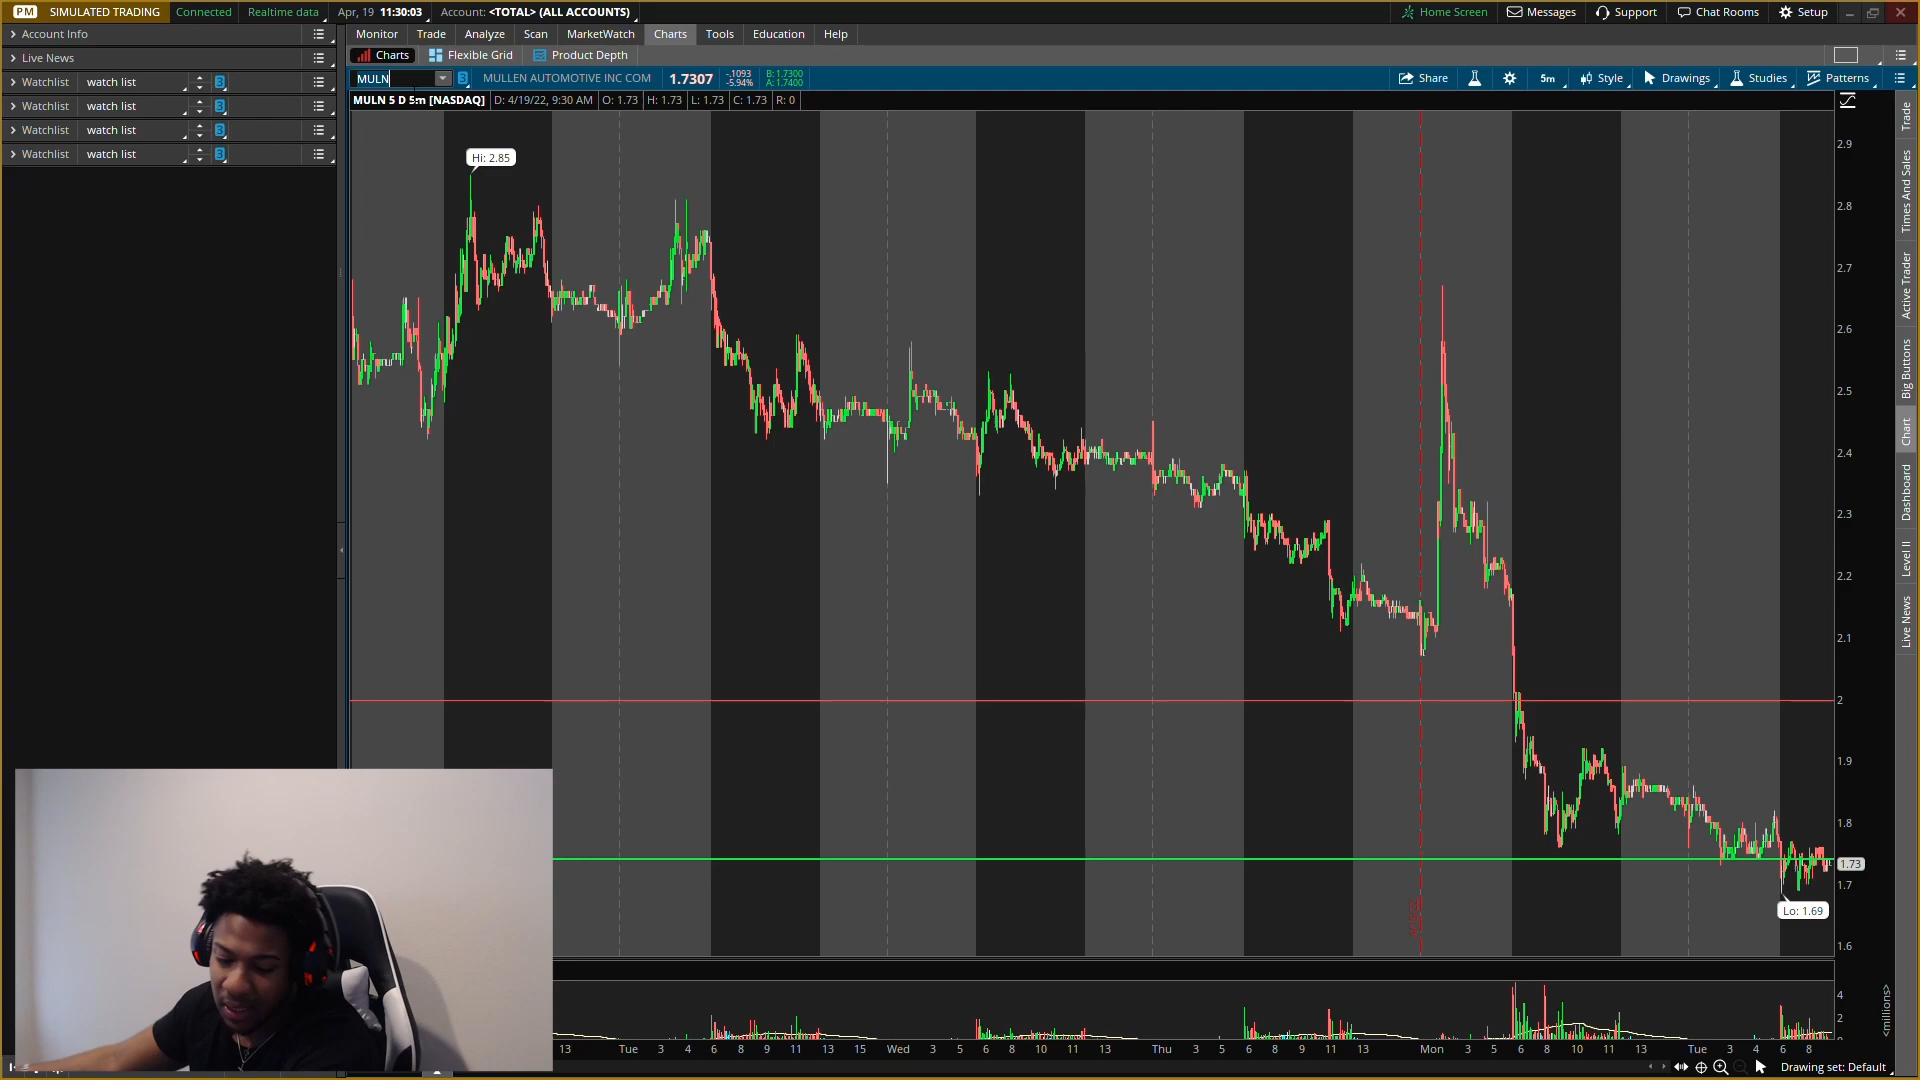 PM SIMULATED TRADING Connected Realtime data Apr, 19 11:30:03 Account: <TOTAL> (ALL ACCOUNTS) Home Screen Messages Support Chat Rooms Setup
Account Info
Live News
Watchlist watch list 3
Watchlist watch list 3
Watchlist watch list 3
Watchlist watch list 3
Monitor Trade Analyze Scan MarketWatch Charts Tools Education Help
Charts Flexible Grid Product Depth
MULN 3 MULLEN AUTOMOTIVE INC COM 1.7307 -.1093 -5.94% B: 1.7300 A: 1.7400 Share 5m Style Drawings Studies Patterns
MULN 5 D 5m [NASDAQ] D: 4/19/22, 9:30 AM O: 1.73 H: 1.73 L: 1.73 C: 1.73 R: 0
Hi: 2.85
2.9
2.8
2.7
2.6
2.5
2.4
2.3
2.2
2.1
2
1.9
1.8
1.73
1.7
Lo: 1.69
1.6
4
2
<millions>
13 Tue 3 4 6 8 9 11 13 15 Wed 3 5 6 8 10 11 13 Thu 3 5 6 8 9 11 13 Mon 3 5 6 8 10 11 13 Tue 3 4 6 8
Drawing set: Default
Trade
Times And Sales
Active Trader
Big Buttons
Chart
Dashboard
Level II
Live News